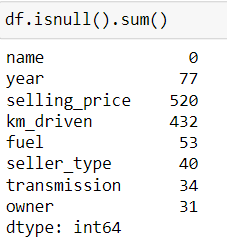 df.isnull().sum()
name 0
year 77
selling_price 520
km_driven 432
fuel 53
seller_type 40
transmission 34
owner 31
dtype: int64